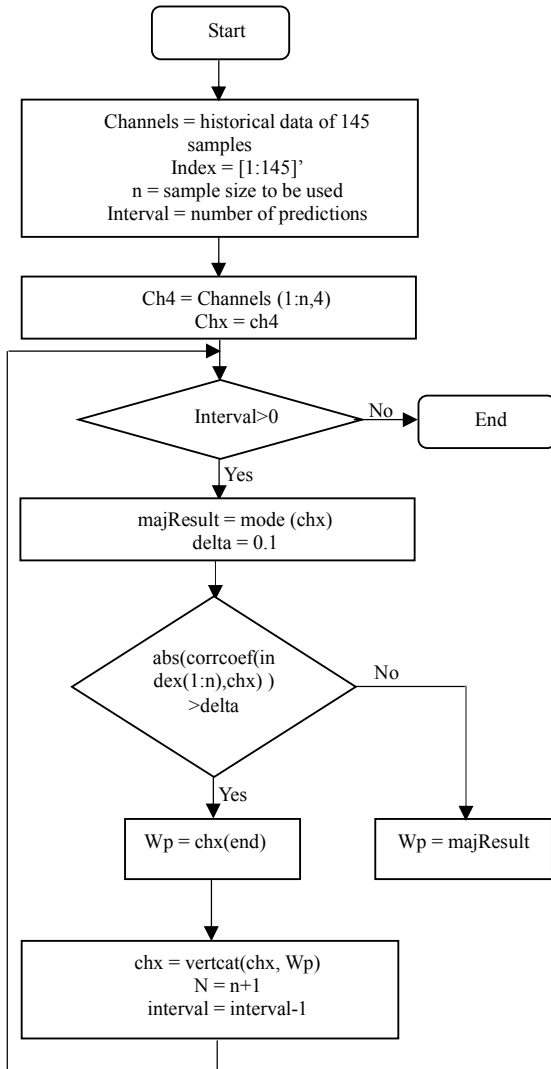 Start
Channels = historical data of 145
samples
Index = [1:145]’
n = sample size to be used
Interval = number of predictions
Ch4 = Channels (1:n,4)
Chx = ch4
Interval>0
No
End
Yes
majResult = mode (chx)
delta = 0.1
abs(corrcoef(in
dex(1:n),chx) )
>delta
No
Yes
Wp = chx(end)
Wp = majResult
chx = vertcat(chx, Wp)
N = n+1
interval = interval-1